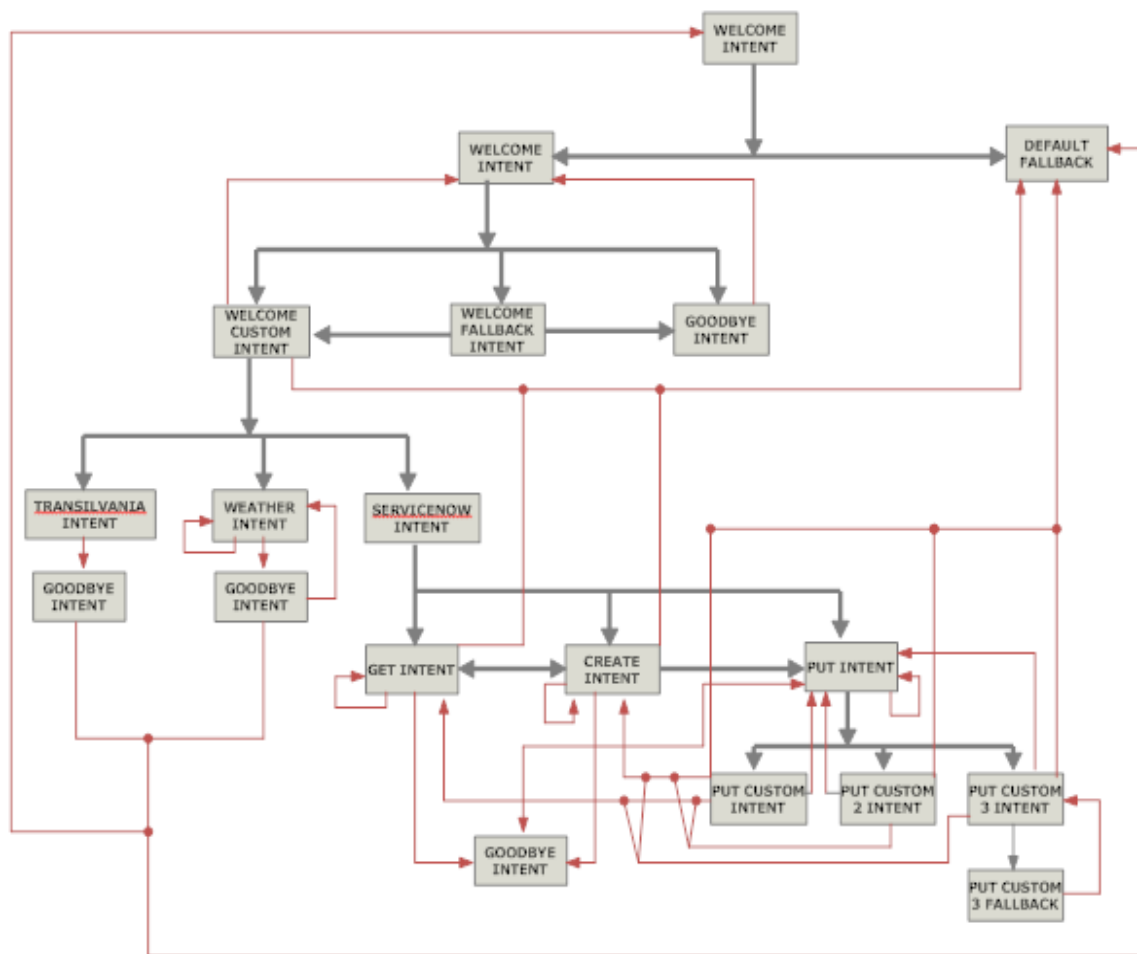 WELCOME
INTENT
WELCOME
INTENT
DEFAULT
FALLBACK
WELCOME
CUSTOM
INTENT
WELCOME
FALLBACK
INTENT
GOODBYE
INTENT
TRANSILVANIA
INTENT
WEATHER
INTENT
SERVICENOW
INTENT
GOODBYE
INTENT
GOODBYE
INTENT
GET INTENT
CREATE
INTENT
PUT INTENT
PUT CUSTOM
INTENT
PUT CUSTOM
2 INTENT
PUT CUSTOM
3 INTENT
GOODBYE
INTENT
PUT CUSTOM
3 FALLBACK